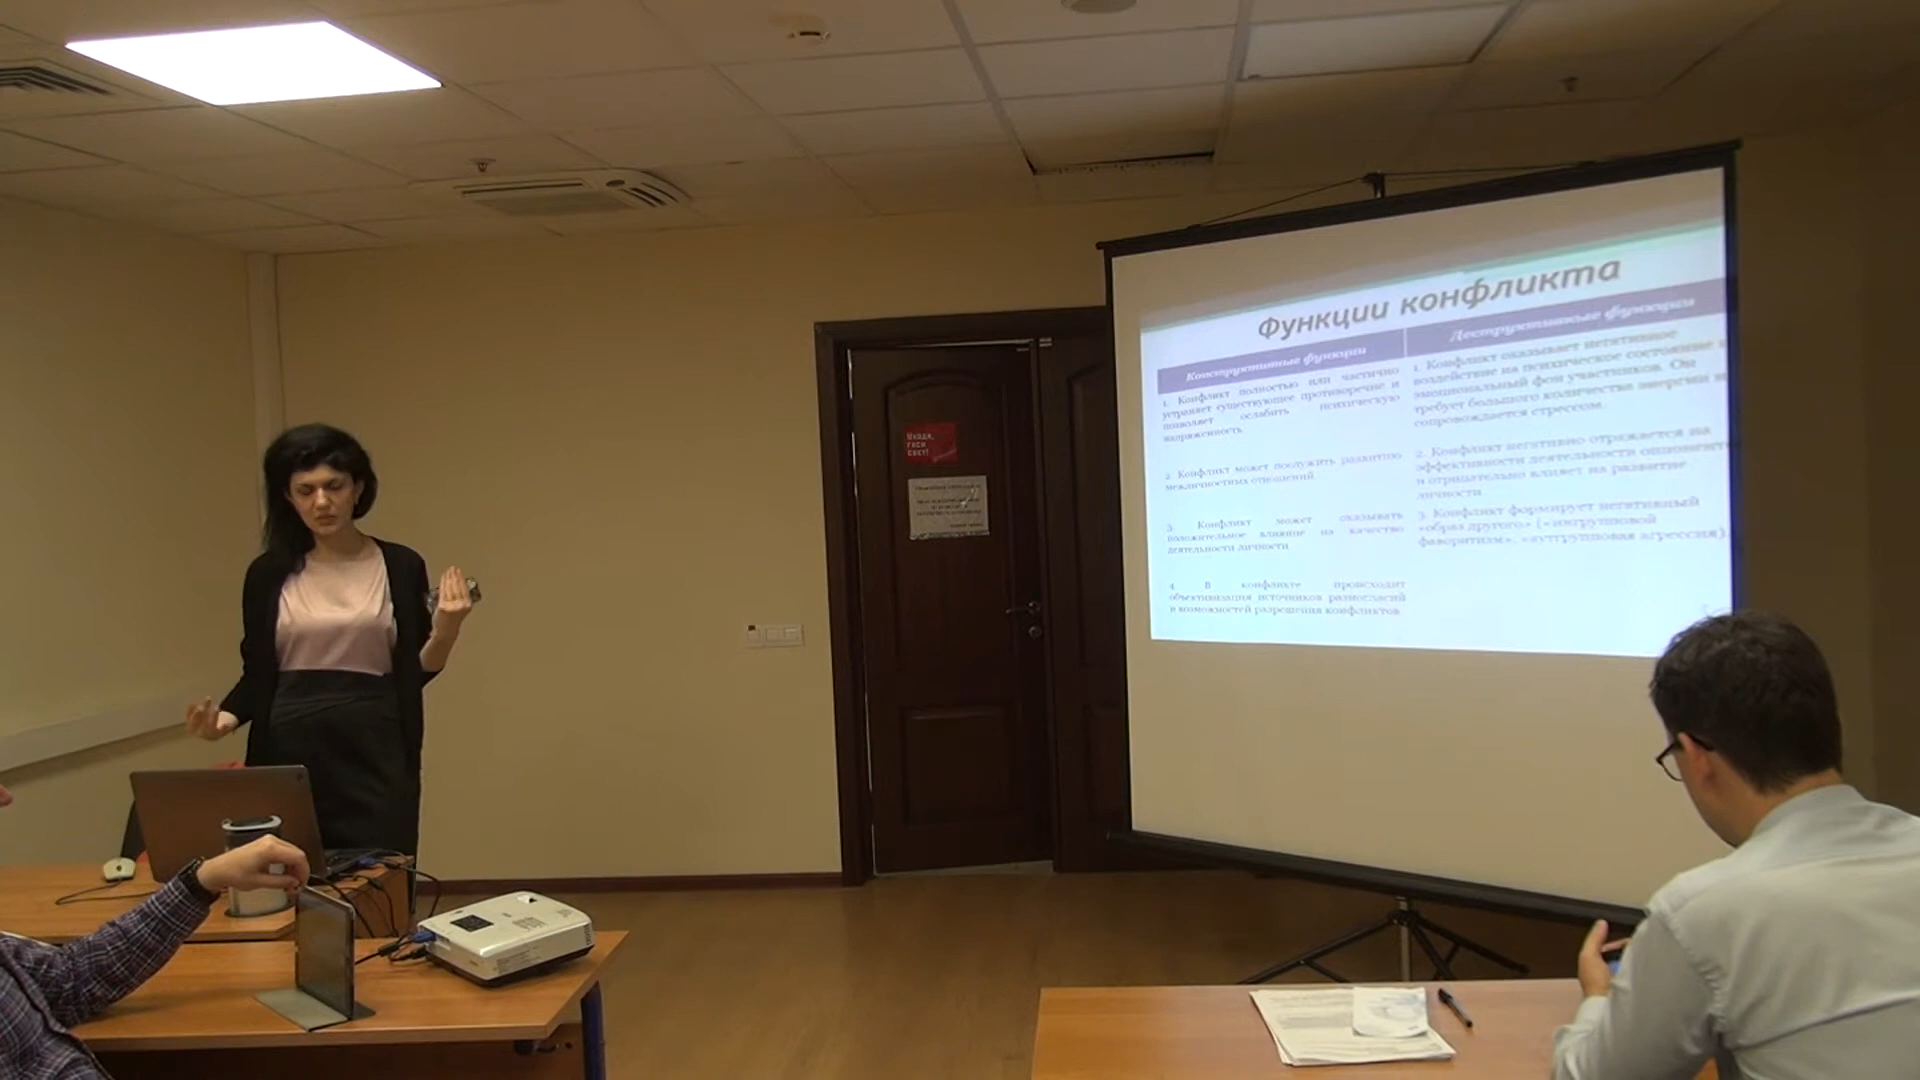 Функции конфликта
Конструктивные функции
Деструктивные функции
1. Конфликт полностью или частично
устраняет существующее противоречие и
позволяет ослабить психическую
напряженность
2. Конфликт может послужить развитию
межличностных отношений.
3. Конфликт может оказывать
положительное влияние на качество
деятельности личности
4. В конфликте происходит
объективизация источников разногласий
и возможностей разрешения конфликтов
1. Конфликт оказывает негативное
воздействие на психическое состояние и
эмоциональный фон участников. Он
требует большого количества энергии и
сопровождается стрессом.
2. Конфликт негативно отражается на
эффективности деятельности оппонент
и отрицательно влияет на развитие
личности
3. Конфликт формирует негативный
«образ другого» («ингрупповой
фаворитизм», «аутгрупповая агрессия).
Уходя,
гаси
свет!